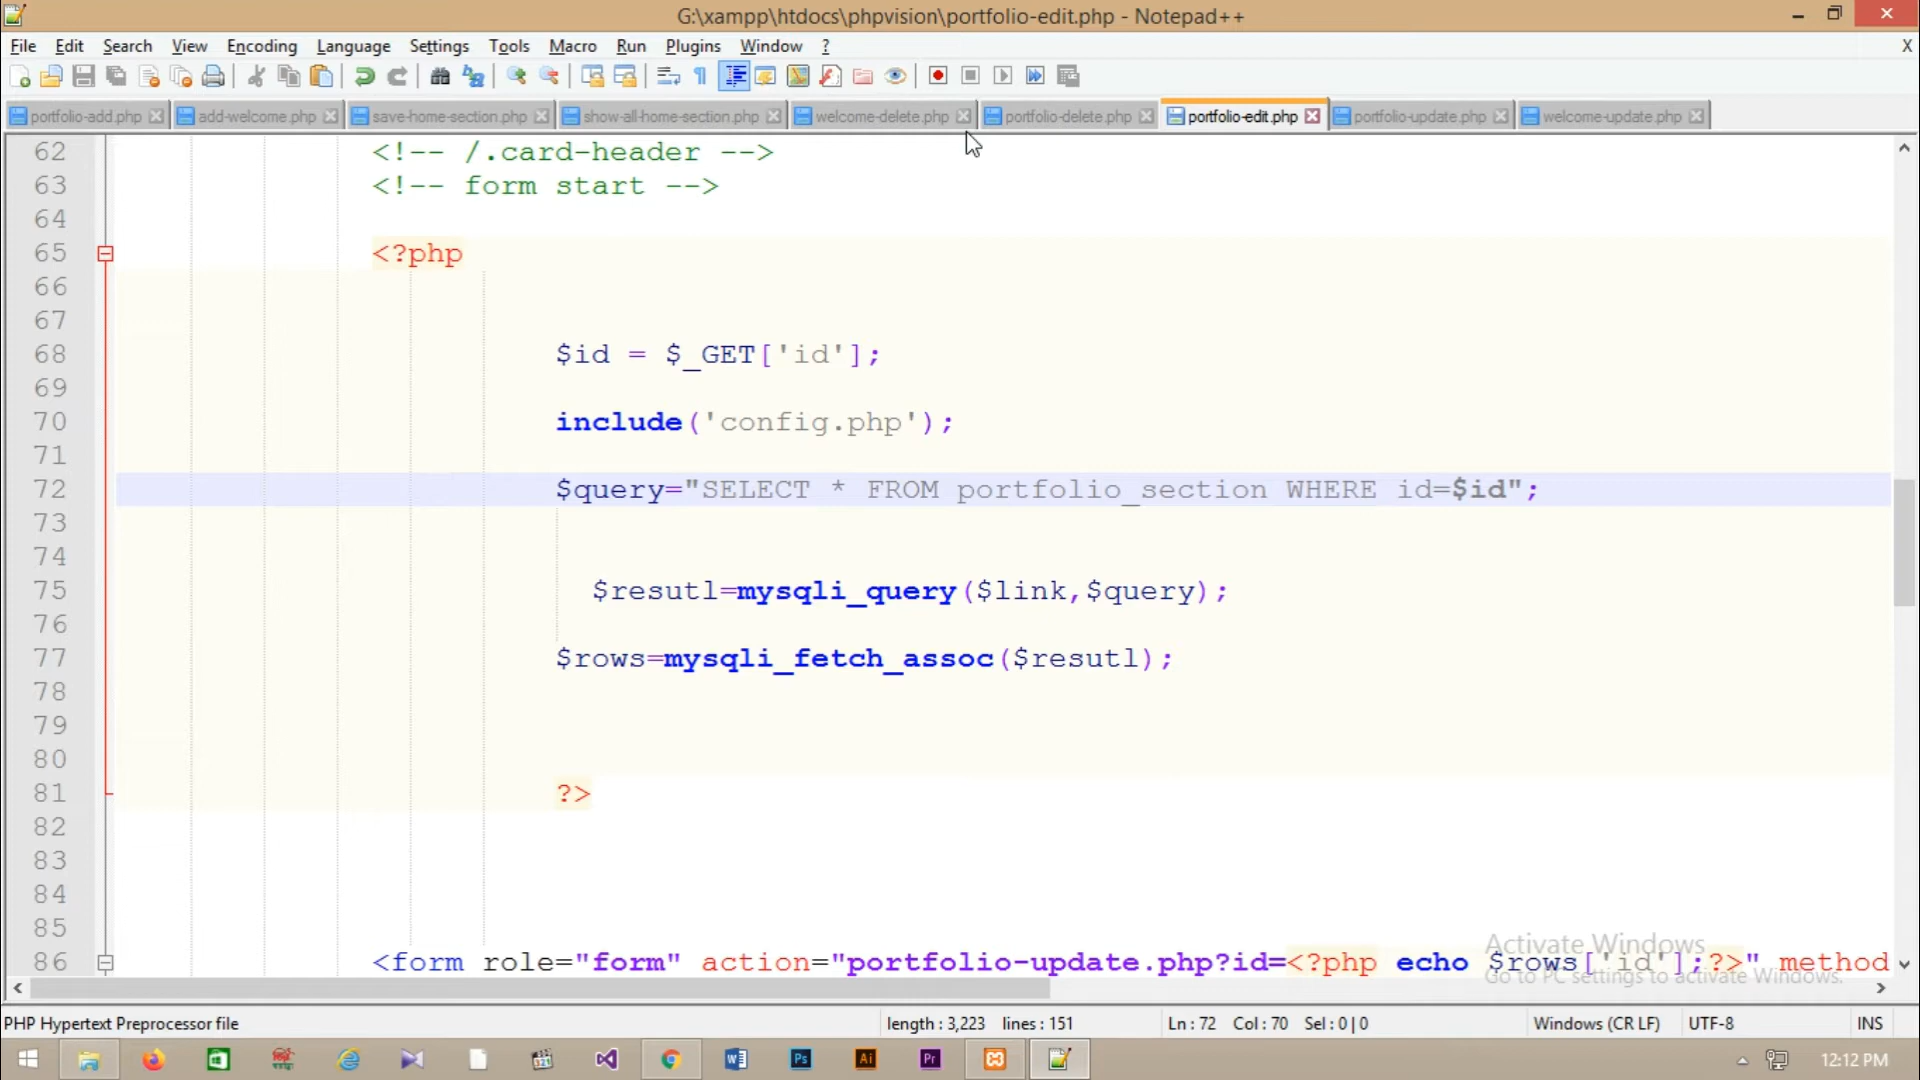 G:\xampp\htdocs\phpvision\portfolio-edit.php - Notepad++
File Edit Search View Encoding Language Settings Tools Macro Run Plugins Window ? X
portfolio-add.php add-welcome.php save-home-section.php show-all-home-section.php welcome-delete.php portfolio-delete.php portfolio-edit.php portfolio-update.php welcome-update.php
62 <!-- /.card-header -->
63 <!-- form start -->
64
65 <?php
66
67
68 $id = $_GET['id'];
69
70 include('config.php');
71
72 $query="SELECT * FROM portfolio_section WHERE id=$id";
73
74
75 $resutl=mysqli_query($link,$query);
76
77 $rows=mysqli_fetch_assoc($resutl);
78
79
80
81 ?>
82
83
84
85
86 <form role="form" action="portfolio-update.php?id=<?php echo $rows['id'];?>" method
Activate Windows
Go to PC settings to activate Windows.
PHP Hypertext Preprocessor file length : 3,223 lines : 151 Ln : 72 Col : 70 Sel : 0 | 0 Windows (CR LF) UTF-8 INS
12:12 PM